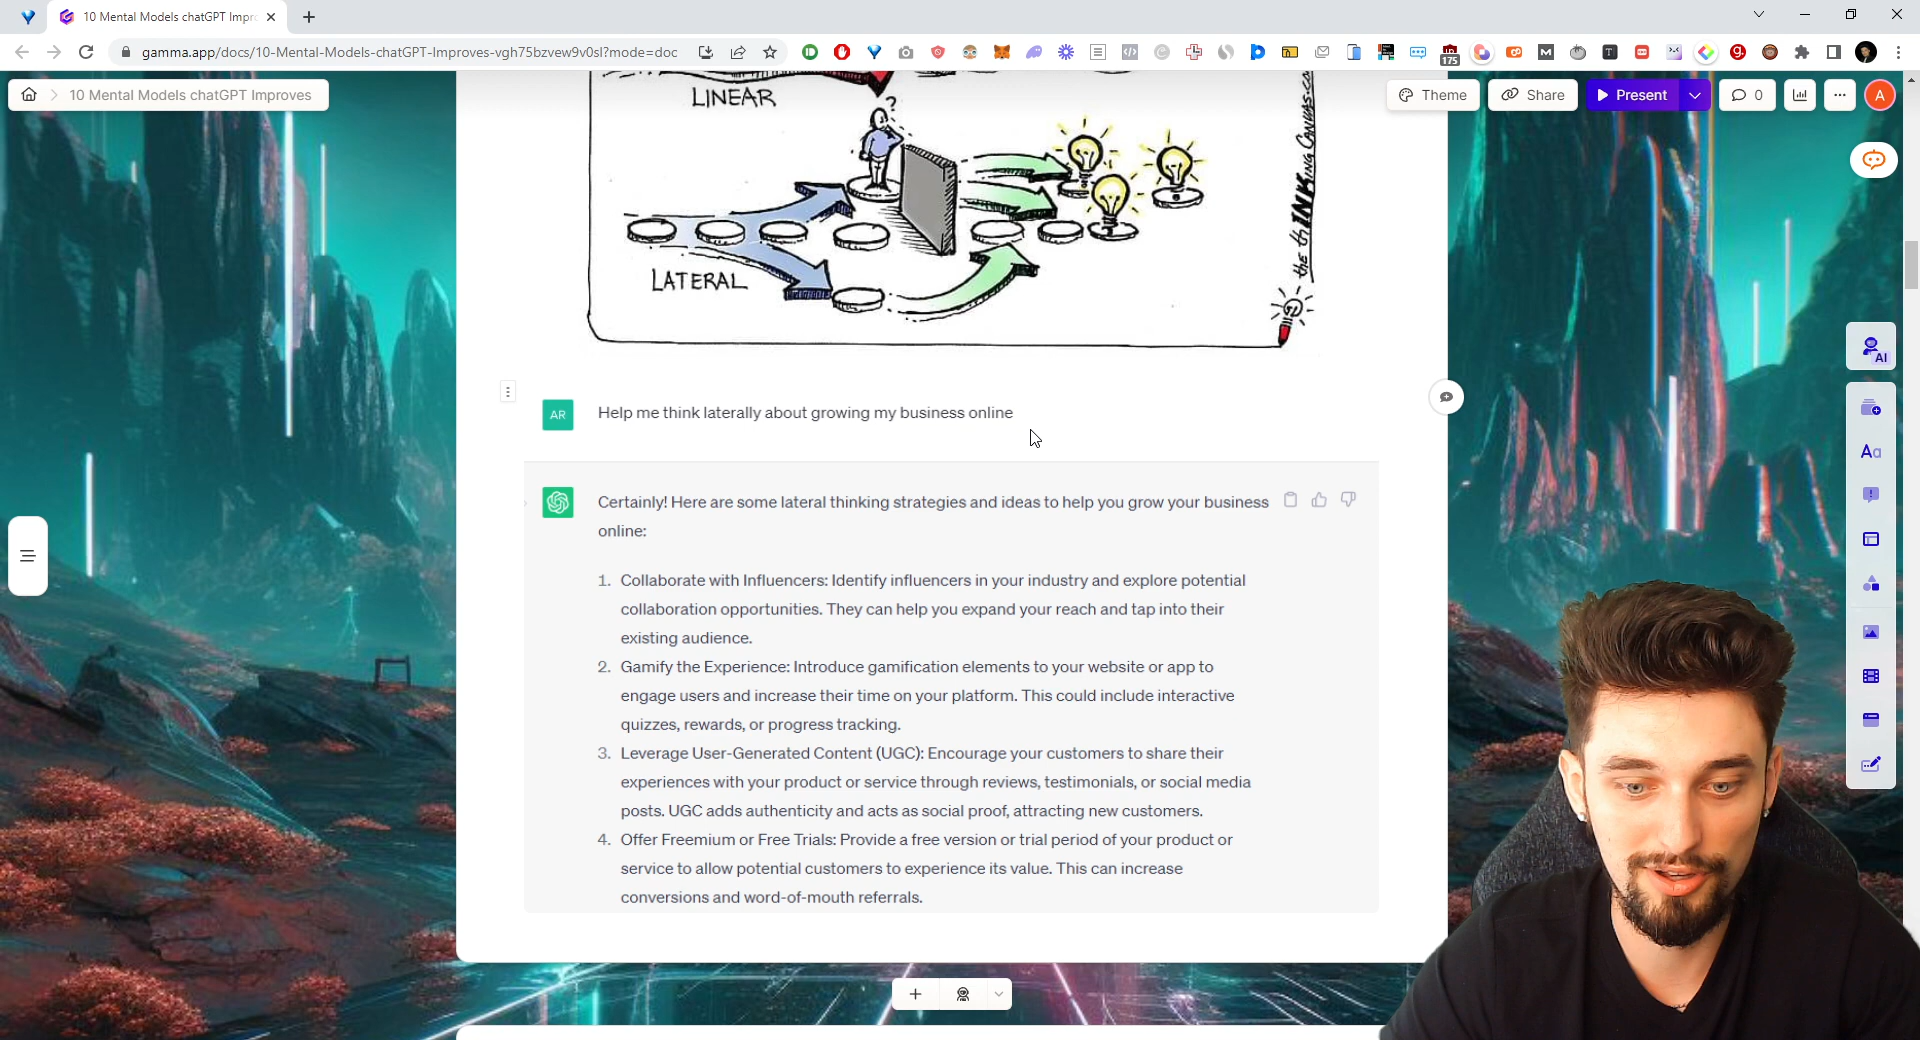 10 Mental Models chatGPT Impr
gamma.app/docs/10-Mental-Models-chatGPT-Improves-vgh75bzvew9v0sl?mode=doc
175
10 Mental Models chatGPT Improves
Theme
Share
Present
0
A
LINEAR
?
LATERAL
the thINKing CANVAS.co
AI
Aa
AR
Help me think laterally about growing my business online
Certainly! Here are some lateral thinking strategies and ideas to help you grow your business
online:
1. Collaborate with Influencers: Identify influencers in your industry and explore potential
collaboration opportunities. They can help you expand your reach and tap into their
existing audience.
2. Gamify the Experience: Introduce gamification elements to your website or app to
engage users and increase their time on your platform. This could include interactive
quizzes, rewards, or progress tracking.
3. Leverage User-Generated Content (UGC): Encourage your customers to share their
experiences with your product or service through reviews, testimonials, or social media
posts. UGC adds authenticity and acts as social proof, attracting new customers.
4. Offer Freemium or Free Trials: Provide a free version or trial period of your product or
service to allow potential customers to experience its value. This can increase
conversions and word-of-mouth referrals.